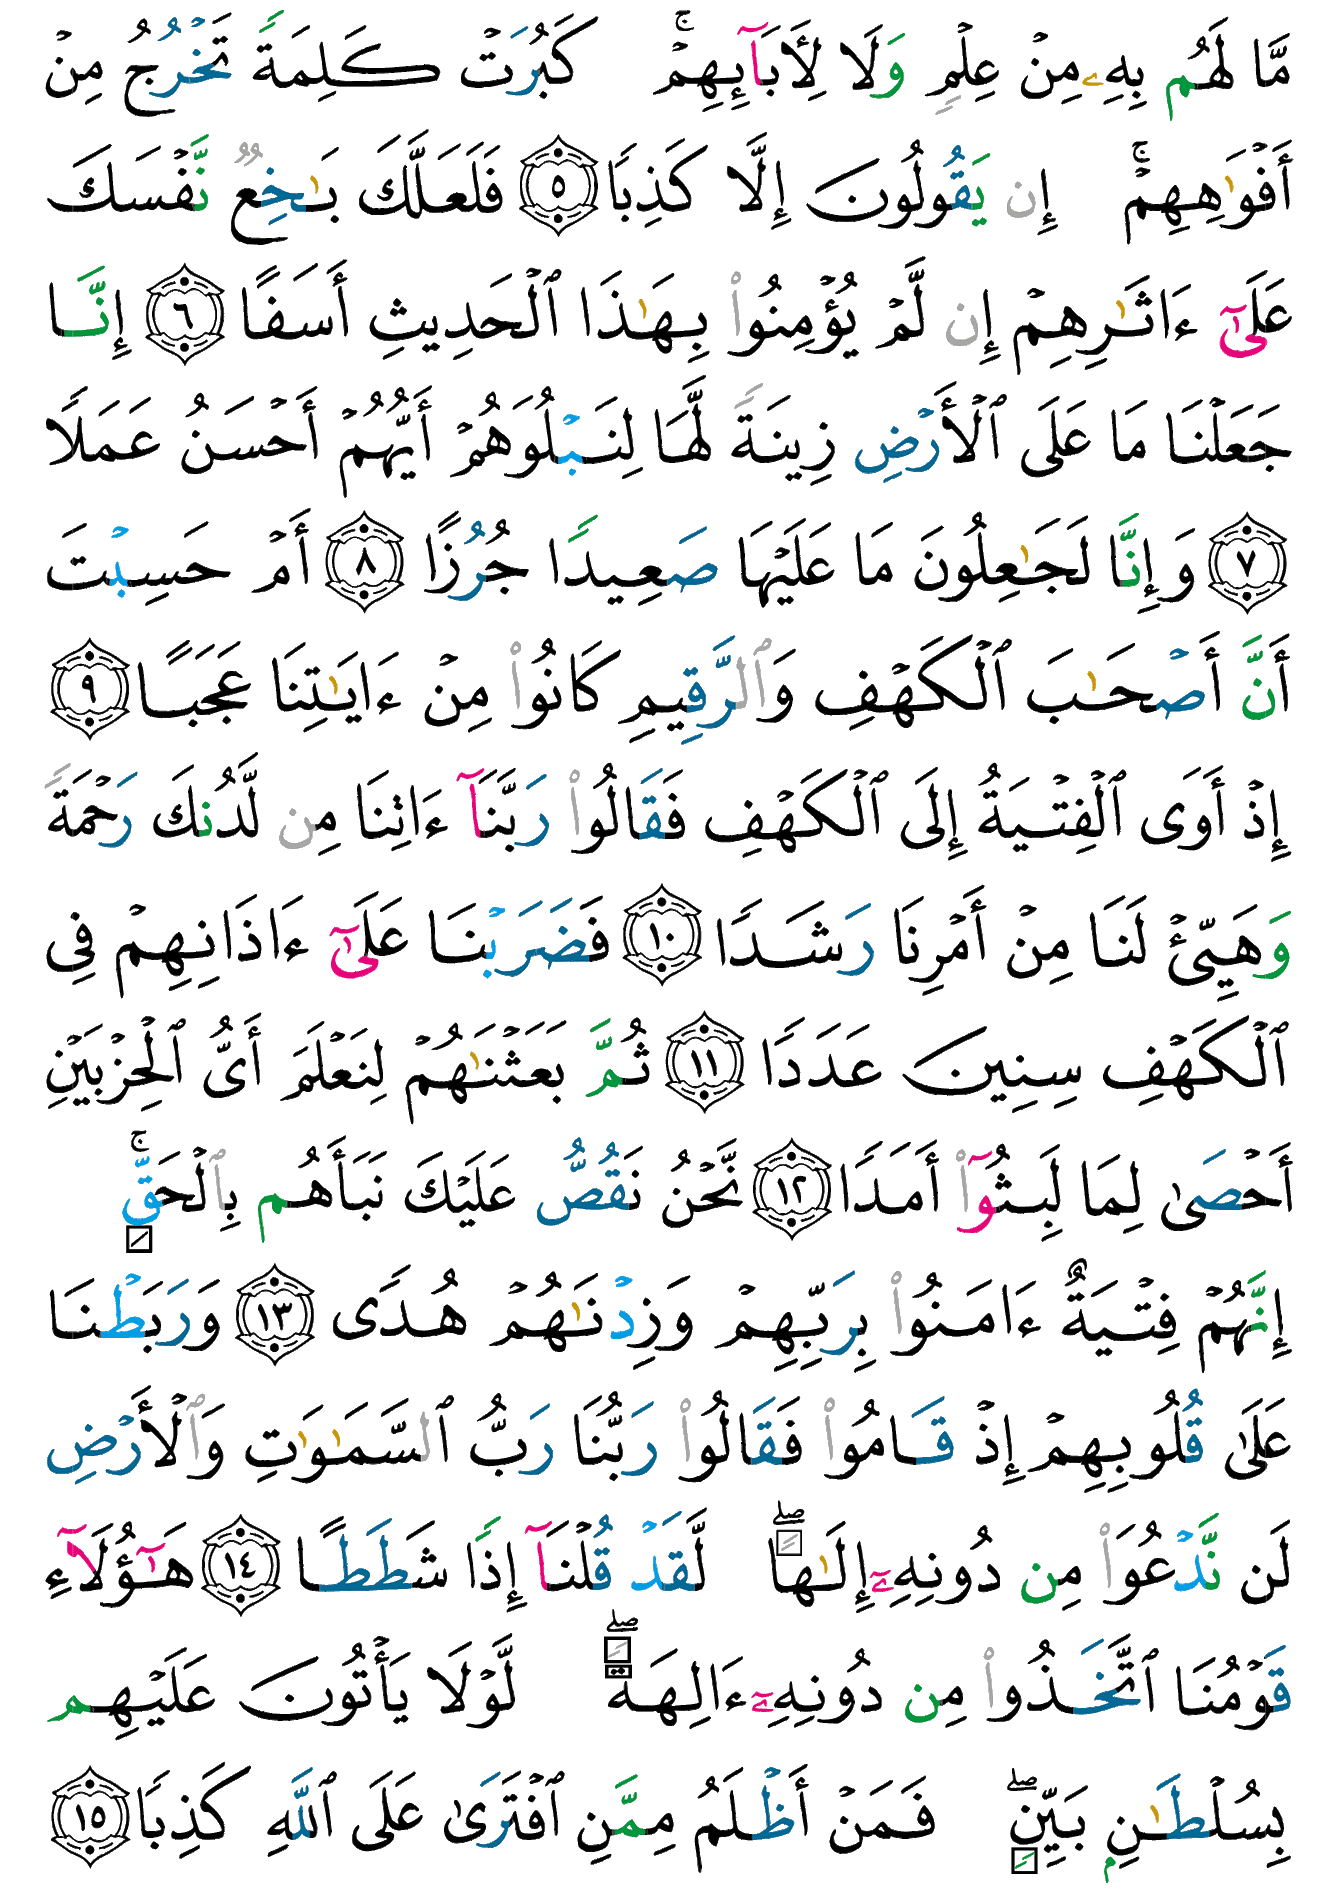 مَّا لَهُم بِهِۦ مِنۡ عِلۡمٖ وَلَا لِأٓبَآئِهِمۡۚ كَبُرَتۡ كَلِمَةٗ تَخۡرُجُ مِنۡ
أَفۡوَٰهِهِمۡۚ إِن يَقُولُونَ إِلَّا كَذِبٗا ٥ فَلَعَلَّكَ بَٰخِعٞ نَّفۡسَكَ
عَلَىٰٓ ءَاثَٰرِهِمۡ إِن لَّمۡ يُؤۡمِنُواْ بِهَٰذَا ٱلۡحَدِيثِ أَسَفًا ٦ إِنَّا
جَعَلۡنَا مَا عَلَى ٱلۡأَرۡضِ زِينَةٗ لَّهَا لِنَبۡلُوَهُمۡ أَيُّهُمۡ أَحۡسَنُ عَمَلٗا
٧ وَإِنَّا لَجَٰعِلُونَ مَا عَلَيۡهَا صَعِيدٗا جُرُزًا ٨ أَمۡ حَسِبۡتَ
أَنَّ أَصۡحَٰبَ ٱلۡكَهۡفِ وَٱلرَّقِيمِ كَانُواْ مِنۡ ءَايَٰتِنَا عَجَبًا ٩
إِذۡ أَوَى ٱلۡفِتۡيَةُ إِلَى ٱلۡكَهۡفِ فَقَالُواْ رَبَّنَآ ءَاتِنَا مِن لَّدُنكَ رَحۡمَةٗ
وَهَيِّئۡ لَنَا مِنۡ أَمۡرِنَا رَشَدٗا ١٠ فَضَرَبۡنَا عَلَىٰٓ ءَاذَانِهِمۡ فِي
ٱلۡكَهۡفِ سِنِينَ عَدَدٗا ١١ ثُمَّ بَعَثۡنَٰهُمۡ لِنَعۡلَمَ أَيُّ ٱلۡحِزۡبَيۡنِ
أَحۡصَىٰ لِمَا لَبِثُوٓاْ أَمَدٗا ١٢ نَّحۡنُ نَقُصُّ عَلَيۡكَ نَبَأَهُم بِٱلۡحَقِّۚ
إِنَّهُمۡ فِتۡيَةٌ ءَامَنُواْ بِرَبِّهِمۡ وَزِدۡنَٰهُمۡ هُدٗى ١٣ وَرَبَطۡنَا
عَلَىٰ قُلُوبِهِمۡ إِذۡ قَامُواْ فَقَالُواْ رَبُّنَا رَبُّ ٱلسَّمَٰوَٰتِ وَٱلۡأَرۡضِ
لَن نَّدۡعُوَاْ مِن دُونِهِۦٓ إِلَٰهٗاۖ لَّقَدۡ قُلۡنَآ إِذٗا شَطَطًا ١٤ هَٰٓؤُلَآءِ
قَوۡمُنَا ٱتَّخَذُواْ مِن دُونِهِۦٓ ءَالِهَةٗۖ لَّوۡلَا يَأۡتُونَ عَلَيۡهِم
بِسُلۡطَٰنِۭ بَيِّنٖۖ فَمَنۡ أَظۡلَمُ مِمَّنِ ٱفۡتَرَىٰ عَلَى ٱللَّهِ كَذِبٗا ١٥